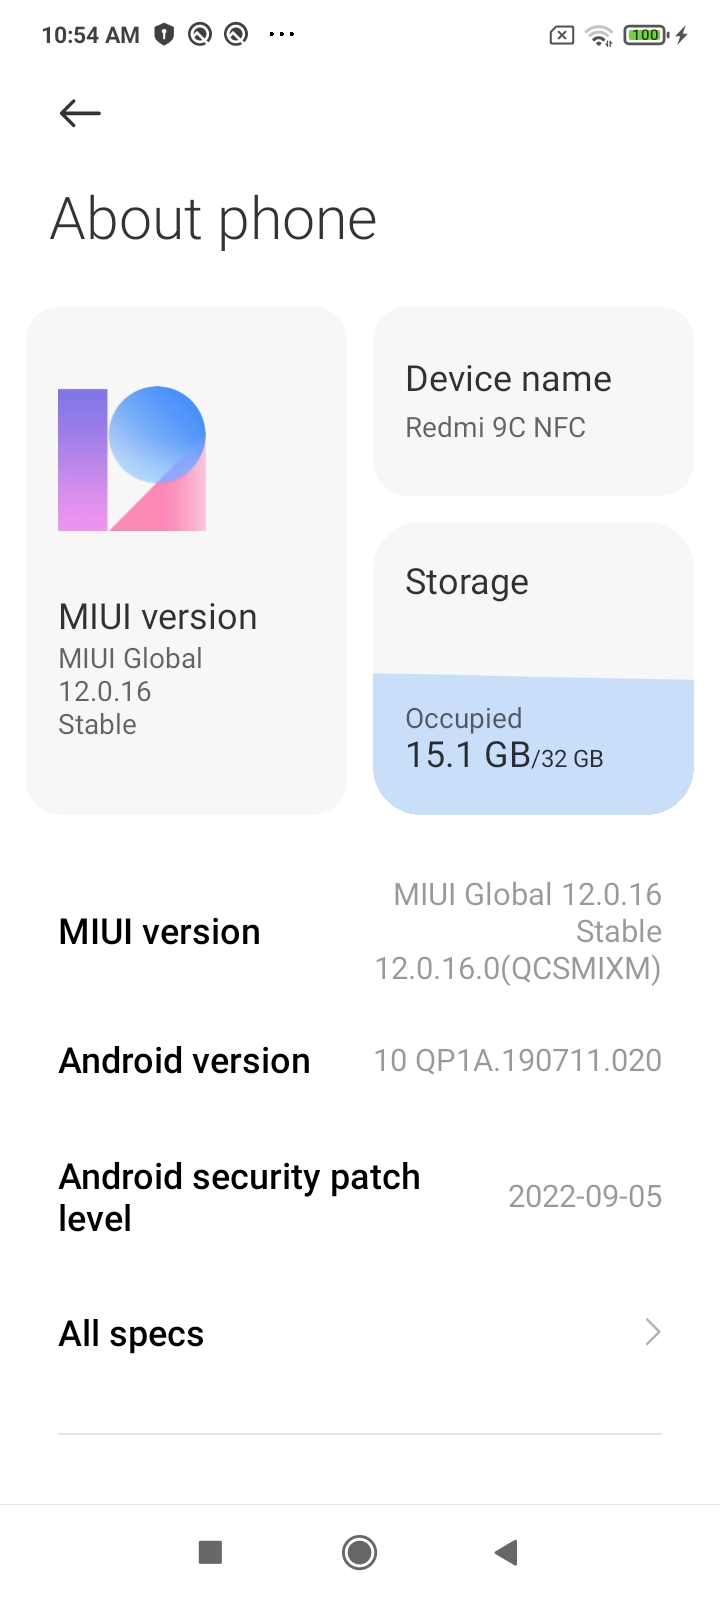 10:54 AM
100
About phone
MIUI version
MIUI Global
12.0.16
Stable
Device name
Redmi 9C NFC
Storage
Occupied
15.1 GB/32 GB
MIUI version
MIUI Global 12.0.16
Stable
12.0.16.0(QCSMIXM)
Android version
10 QP1A.190711.020
Android security patch
level
2022-09-05
All specs